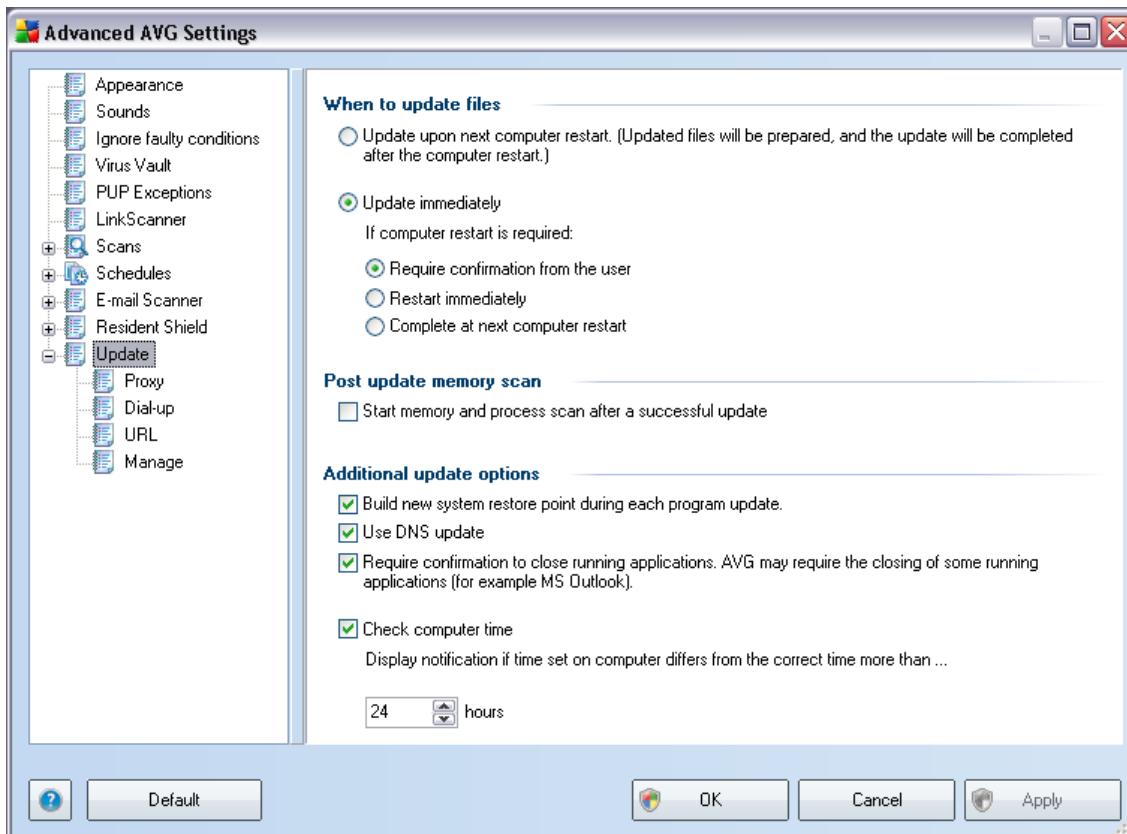 Advanced AVG Settings
Appearance
Sounds
Ignore faulty conditions
Virus Vault
PUP Exceptions
LinkScanner
Scans
Schedules
E-mail Scanner
Resident Shield
Update
Proxy
Dial-up
URL
Manage
When to update files
Update upon next computer restart. (Updated files will be prepared, and the update will be completed
after the computer restart.)
Update immediately
If computer restart is required:
Require confirmation from the user
Restart immediately
Complete at next computer restart
Post update memory scan
Start memory and process scan after a successful update
Additional update options
Build new system restore point during each program update.
Use DNS update
Require confirmation to close running applications. AVG may require the closing of some running
applications (for example MS Outlook).
Check computer time
Display notification if time set on computer differs from the correct time more than ...
24 hours
? Default OK Cancel Apply